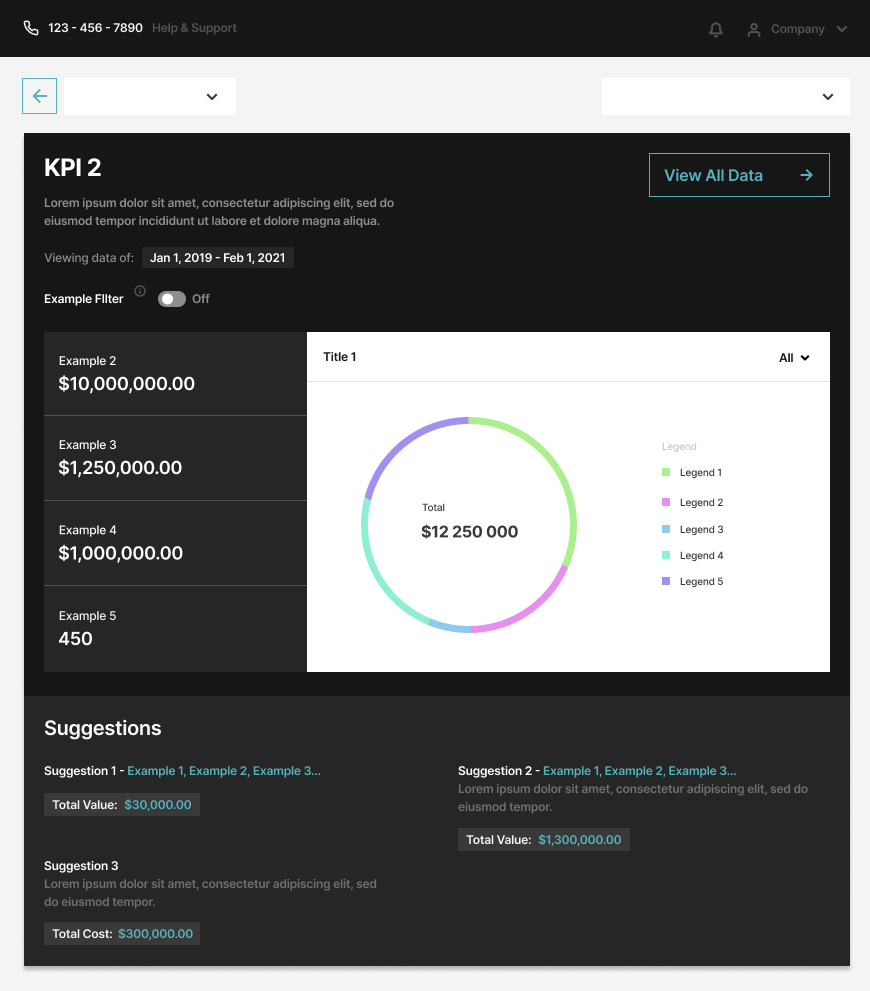 123 - 456 - 7890 Help & Support
Company
KPI 2
View All Data
Lorem ipsum dolor sit amet, consectetur adipiscing elit, sed do
eiusmod tempor incididunt ut labore et dolore magna aliqua.
Viewing data of: Jan 1, 2019 - Feb 1, 2021
Example FIlter Off
Example 2
$10,000,000.00
Example 3
$1,250,000.00
Example 4
$1,000,000.00
Example 5
450
Title 1
All
Total
$12 250 000
Legend
Legend 1
Legend 2
Legend 3
Legend 4
Legend 5
Suggestions
Suggestion 1 - Example 1, Example 2, Example 3...
Total Value: $30,000.00
Suggestion 2 - Example 1, Example 2, Example 3...
Lorem ipsum dolor sit amet, consectetur adipiscing elit, sed do
eiusmod tempor.
Total Value: $1,300,000.00
Suggestion 3
Lorem ipsum dolor sit amet, consectetur adipiscing elit, sed
do eiusmod tempor.
Total Cost: $300,000.00